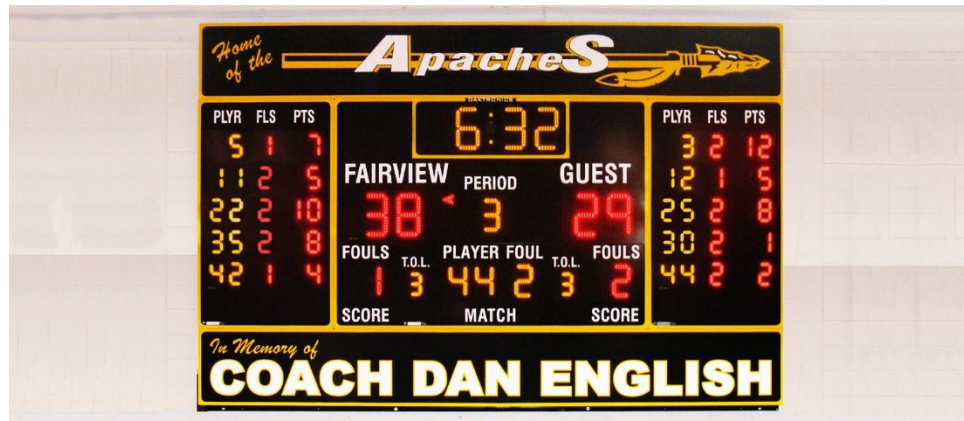 Home of the
ApacheS
DAKTRONICS
6:32
PLYR FLS PTS
5 1 7
11 2 5
22 2 10
35 2 8
42 1 4
FAIRVIEW PERIOD GUEST
38 3 29
FOULS T.O.L. PLAYER FOUL T.O.L. FOULS
1 3 44 2 3 2
SCORE MATCH SCORE
PLYR FLS PTS
3 2 12
12 1 5
25 2 8
30 2 1
44 2 2
In Memory of
COACH DAN ENGLISH